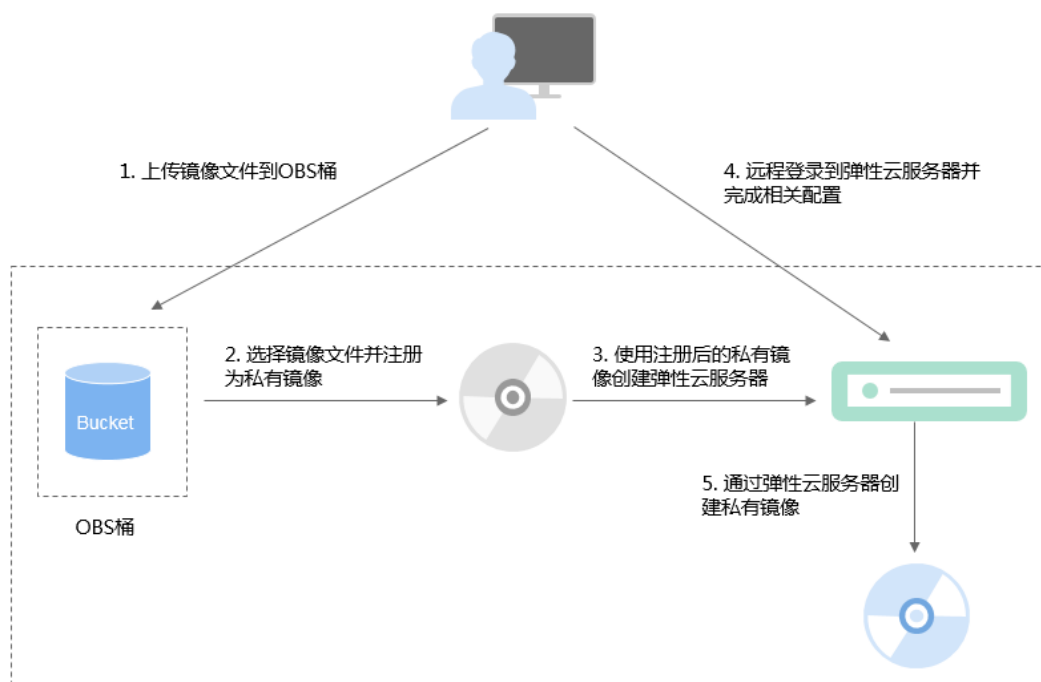 1. 上传镜像文件到OBS桶
4. 远程登录到弹性云服务器并
完成相关配置
2. 选择镜像文件并注册
为私有镜像
3. 使用注册后的私有镜
像创建弹性云服务器
Bucket
OBS桶
5. 通过弹性云服务器创
建私有镜像